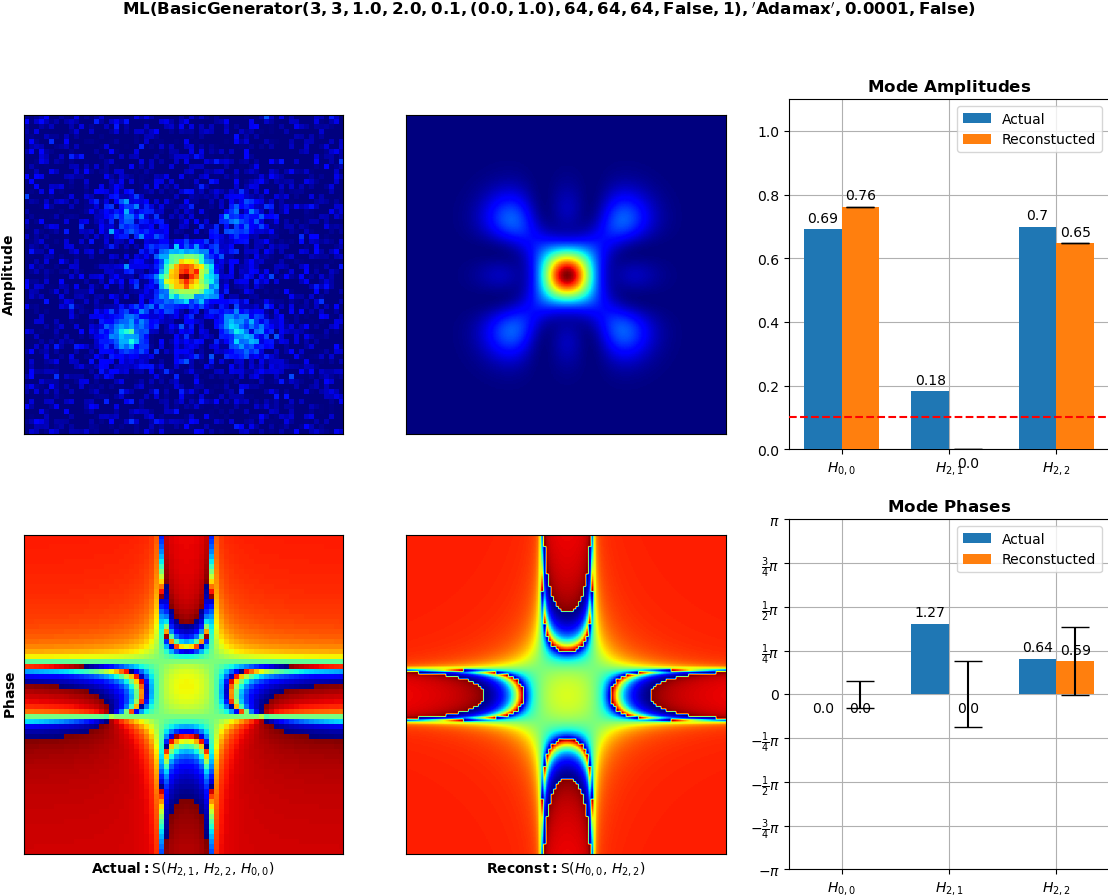 ML(BasicGenerator(3, 3, 1.0, 2.0, 0.1, (0.0, 1.0), 64, 64, 64, False, 1), 'Adamax', 0.0001, False)
Amplitude
Mode Amplitudes
Actual
Reconstucted
1.0
0.8
0.6
0.4
0.2
0.0
0.69
0.76
0.18
0.0
0.7
0.65
H0,0
H2,1
H2,2
Phase
Actual: S(H2,1, H2,2, H0,0)
Reconst: S(H0,0, H2,2)
Mode Phases
Actual
Reconstucted
π
3/4π
1/2π
1/4π
0
−1/4π
−1/2π
−3/4π
−π
0.0
0.0
1.27
0.0
0.64
0.59
H0,0
H2,1
H2,2